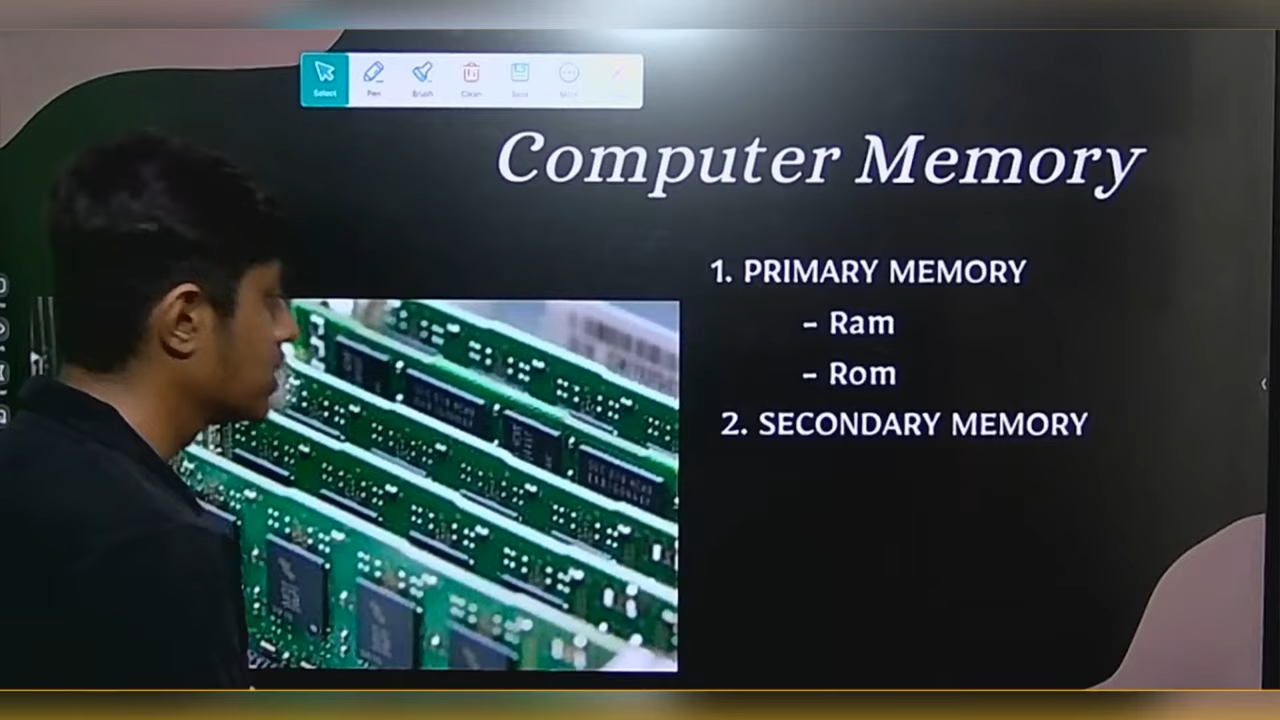 Select Pen Brush Clean Save More
Computer Memory
1. PRIMARY MEMORY
- Ram
- Rom
2. SECONDARY MEMORY